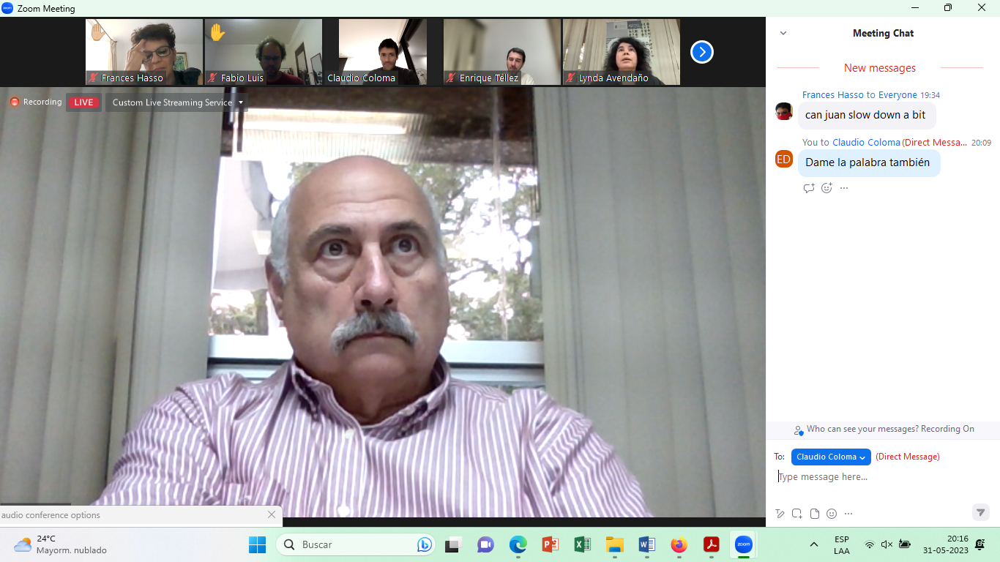 Zoom Meeting
Frances Hasso
Fabio Luis
Claudio Coloma
Enrique Téllez
Lynda Avendaño
Recording
LIVE
Custom Live Streaming Service
audio conference options
Meeting Chat
New messages
Frances Hasso to Everyone 19:34
can juan slow down a bit
You to Claudio Coloma(Direct Messa... 20:09
ED
Dame la palabra también
Who can see your messages? Recording On
To: Claudio Coloma (Direct Message)
Type message here...
24°C
Mayorm. nublado
Buscar
zoom
ESP
LAA
20:16
31-05-2023